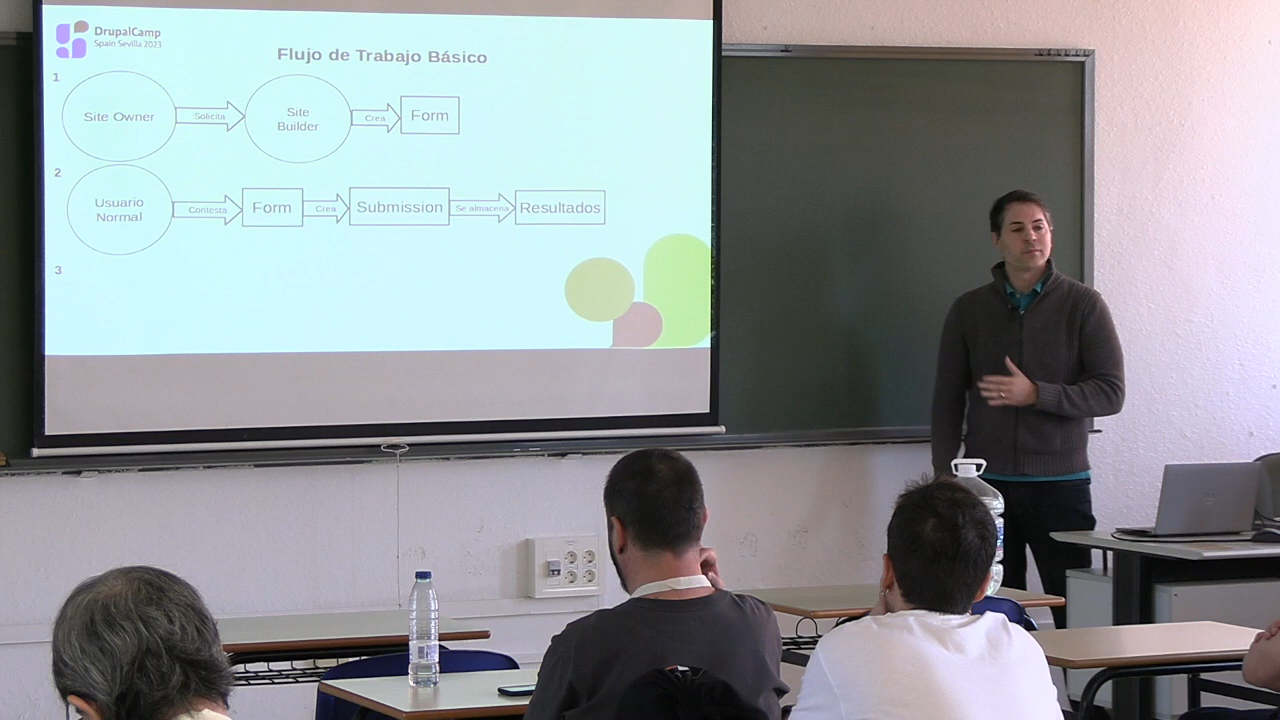 DrupalCamp
Spain Sevilla 2023
Flujo de Trabajo Básico
1
Site Owner
Solicita
Site
Builder
Crea
Form
2
Usuario
Normal
Contesta
Form
Crea
Submission
Se almacena
Resultados
3